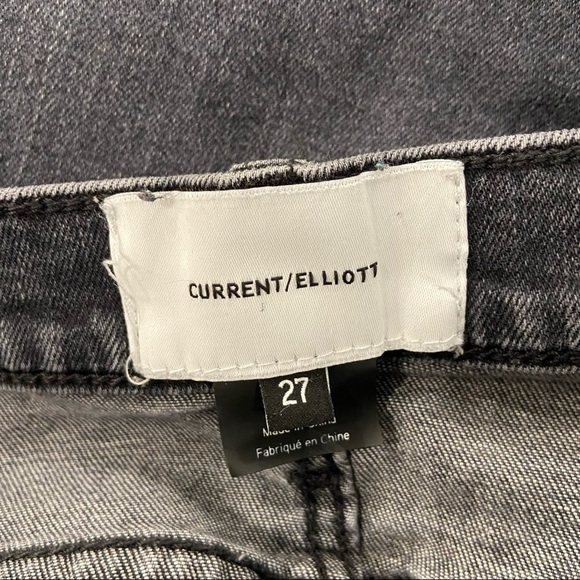 CURRENT/ELLIOTT
27
Made in China
Fabriqué en Chine